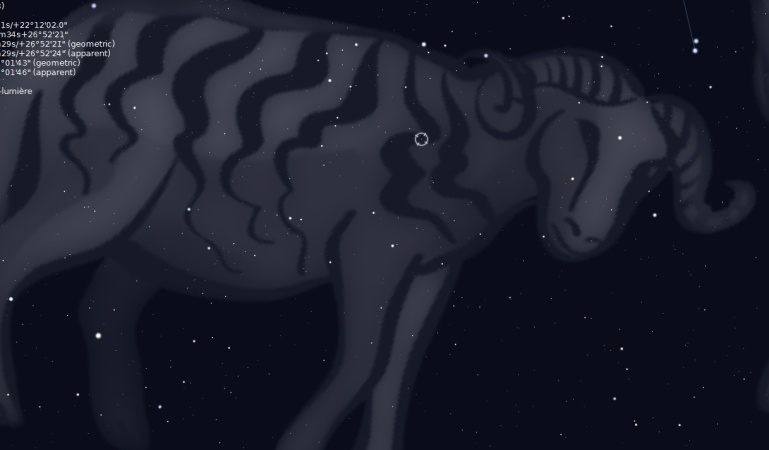 s)
1s/+22°12'02.0"
m34s+26°52'21"
29s/+26°52'21" (geometric)
29s/+26°52'24" (apparent)
°01'43" (geometric)
°01'46" (apparent)
-lumière